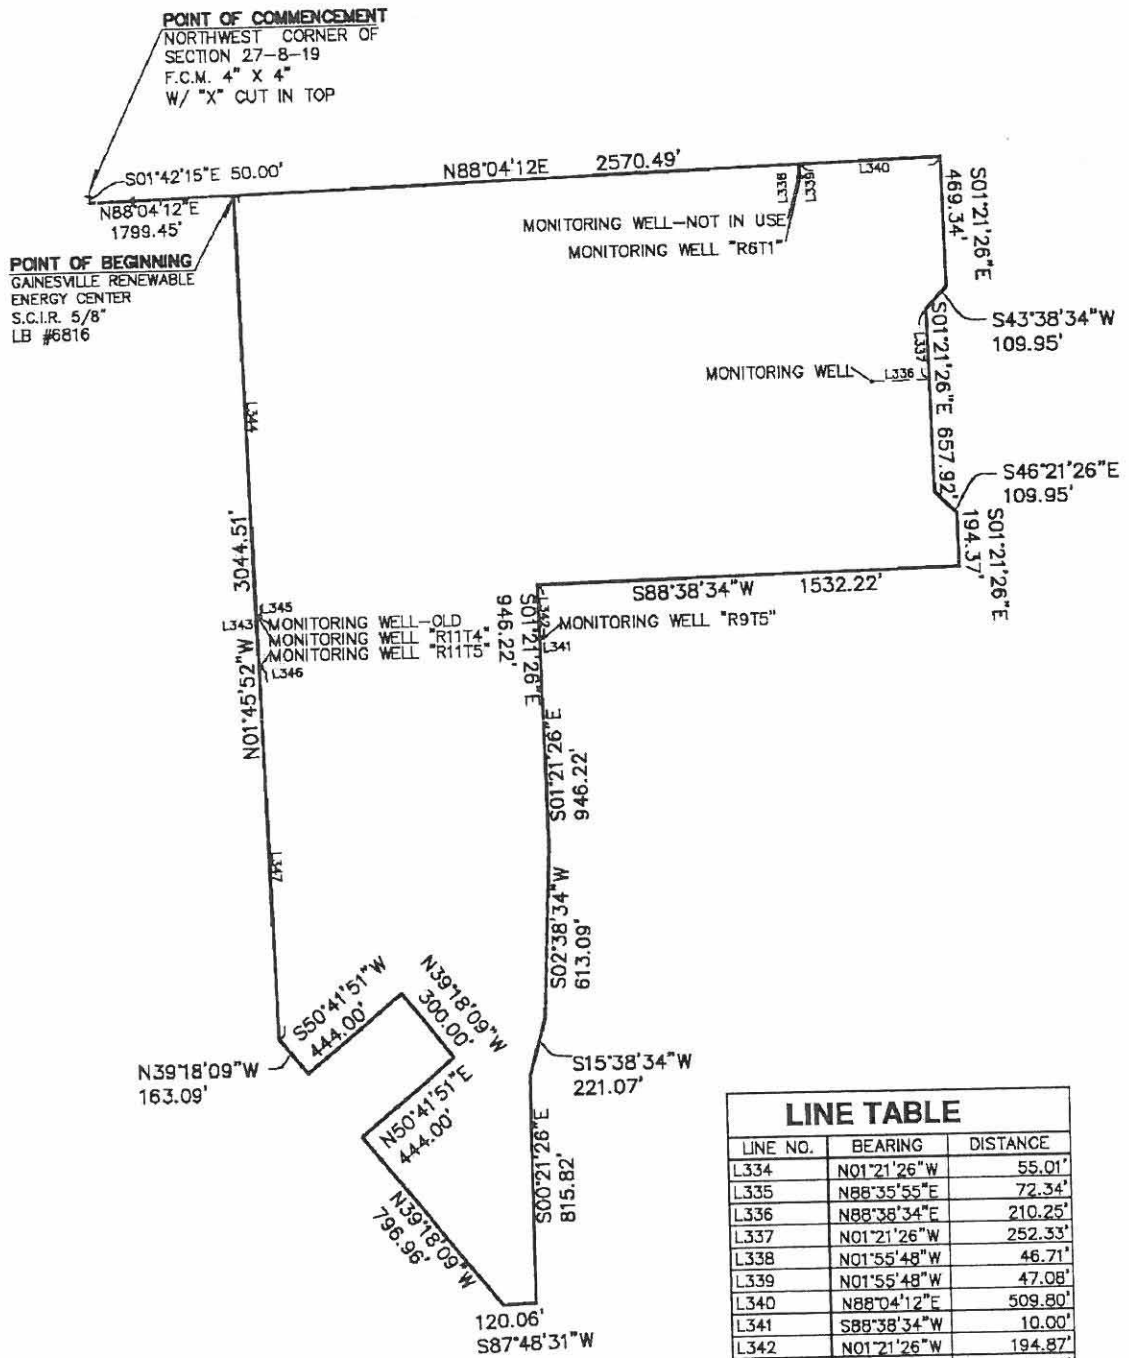 POINT OF COMMENCEMENT
NORTHWEST CORNER OF
SECTION 27-8-19
F.C.M. 4" X 4"
W/ "X" CUT IN TOP
S01°42'15"E 50.00'
N88°04'12"E
1799.45'
POINT OF BEGINNING
GAINESVILLE RENEWABLE
ENERGY CENTER
S.C.I.R. 5/8"
LB #6816
N88°04'12E 2570.49'
L338
L339
L340
MONITORING WELL-NOT IN USE
MONITORING WELL "R6T1"
S01°21'26"E
469.34'
S43°38'34"W
109.95'
S01°21'26"E 657.92'
L337
MONITORING WELL
L336
S46°21'26"E
109.95'
S01°21'26"E
194.37'
S88°38'34"W 1532.22'
L344
N01°45'52"W 3044.51'
L345
L343
MONITORING WELL-OLD
MONITORING WELL "R11T4"
MONITORING WELL "R11T5"
L346
S01°21'26"E
946.22'
L342
MONITORING WELL "R9T5"
L341
S01°21'26"E
946.22'
L347
S02°38'34"W
613.09'
S15°38'34"W
221.07'
N39°18'09"W
163.09'
S50°41'51"W
444.00'
N39°18'09"W
300.00'
N50°41'51"E
444.00'
N39°18'09"W
796.96'
S00°21'26"E
815.82'
120.06'
S87°48'31"W
LINE TABLE
LINE NO. BEARING DISTANCE
L334 N01°21'26"W 55.01'
L335 N88°35'55"E 72.34'
L336 N88°38'34"E 210.25'
L337 N01°21'26"W 252.33'
L338 N01°55'48"W 46.71'
L339 N01°55'48"W 47.08'
L340 N88°04'12"E 509.80'
L341 S88°38'34"W 10.00'
L342 N01°21'26"W 194.87'